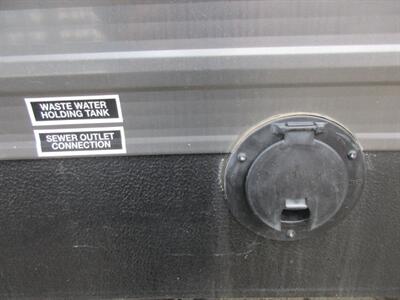 WASTE WATER
HOLDING TANK
SEWER OUTLET
CONNECTION